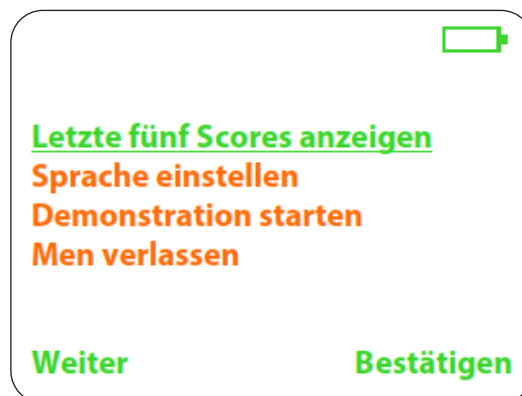 Letzte fünf Scores anzeigen
Sprache einstellen
Demonstration starten
Men verlassen
Weiter Bestätigen